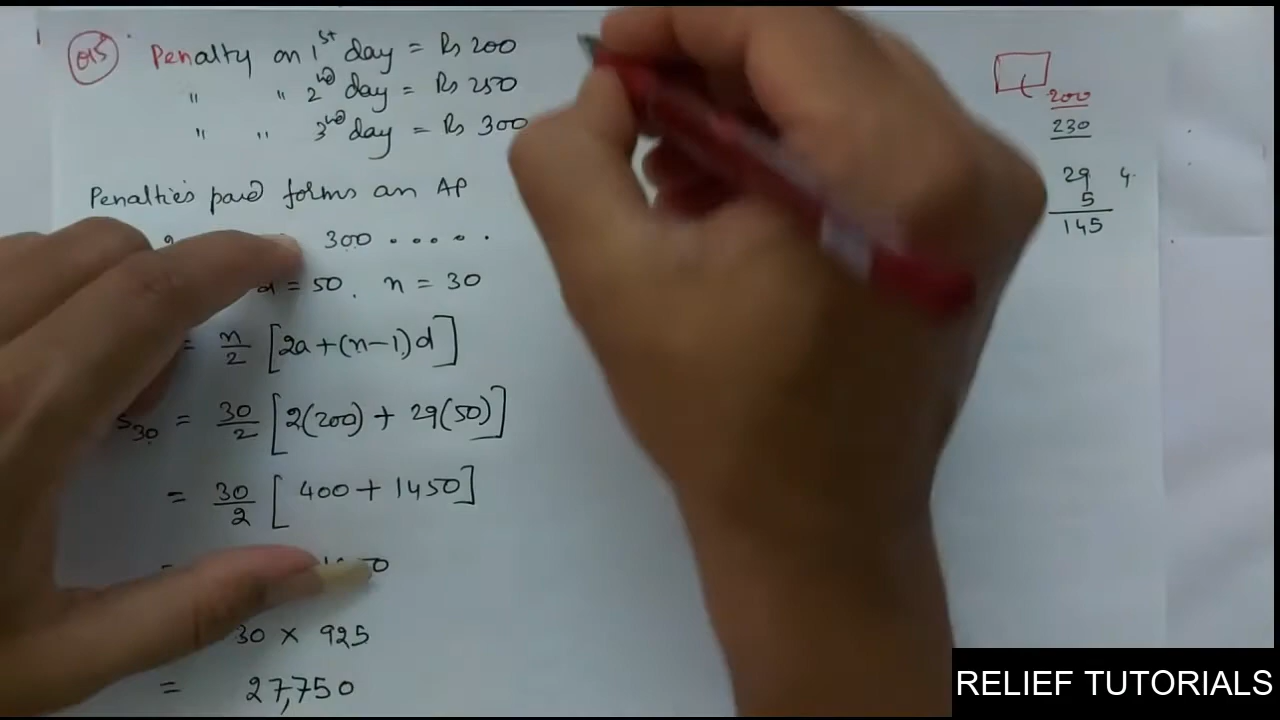 Q15 Penalty on 1st day = Rs 200
" " 2nd day = Rs 250
" " 3rd day = Rs 300
Penalties paid forms an AP
300 . . . . .
d = 50. n = 30
= n/2 [2a+(n-1)d]
S30 = 30/2 [2(200) + 29(50)]
= 30/2 [400 + 1450]
=
30 × 925
= 27,750
200
230
29 4
5
145
RELIEF TUTORIALS